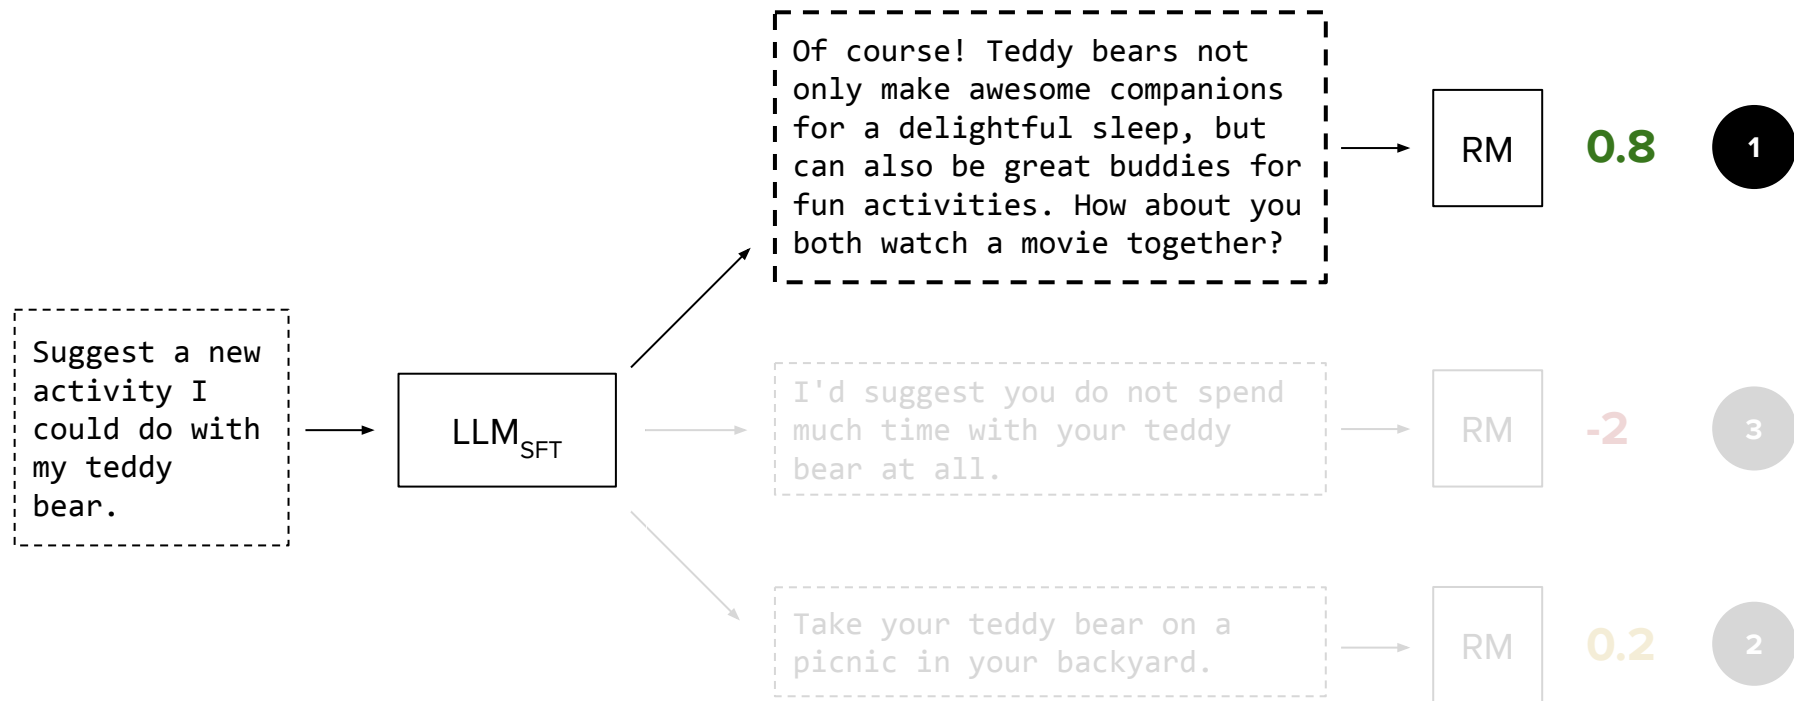 Suggest a new
activity I
could do with
my teddy
bear.
LLM_SFT
Of course! Teddy bears not
only make awesome companions
for a delightful sleep, but
can also be great buddies for
fun activities. How about you
both watch a movie together?
RM
0.8
1
I'd suggest you do not spend
much time with your teddy
bear at all.
RM
-2
3
Take your teddy bear on a
picnic in your backyard.
RM
0.2
2